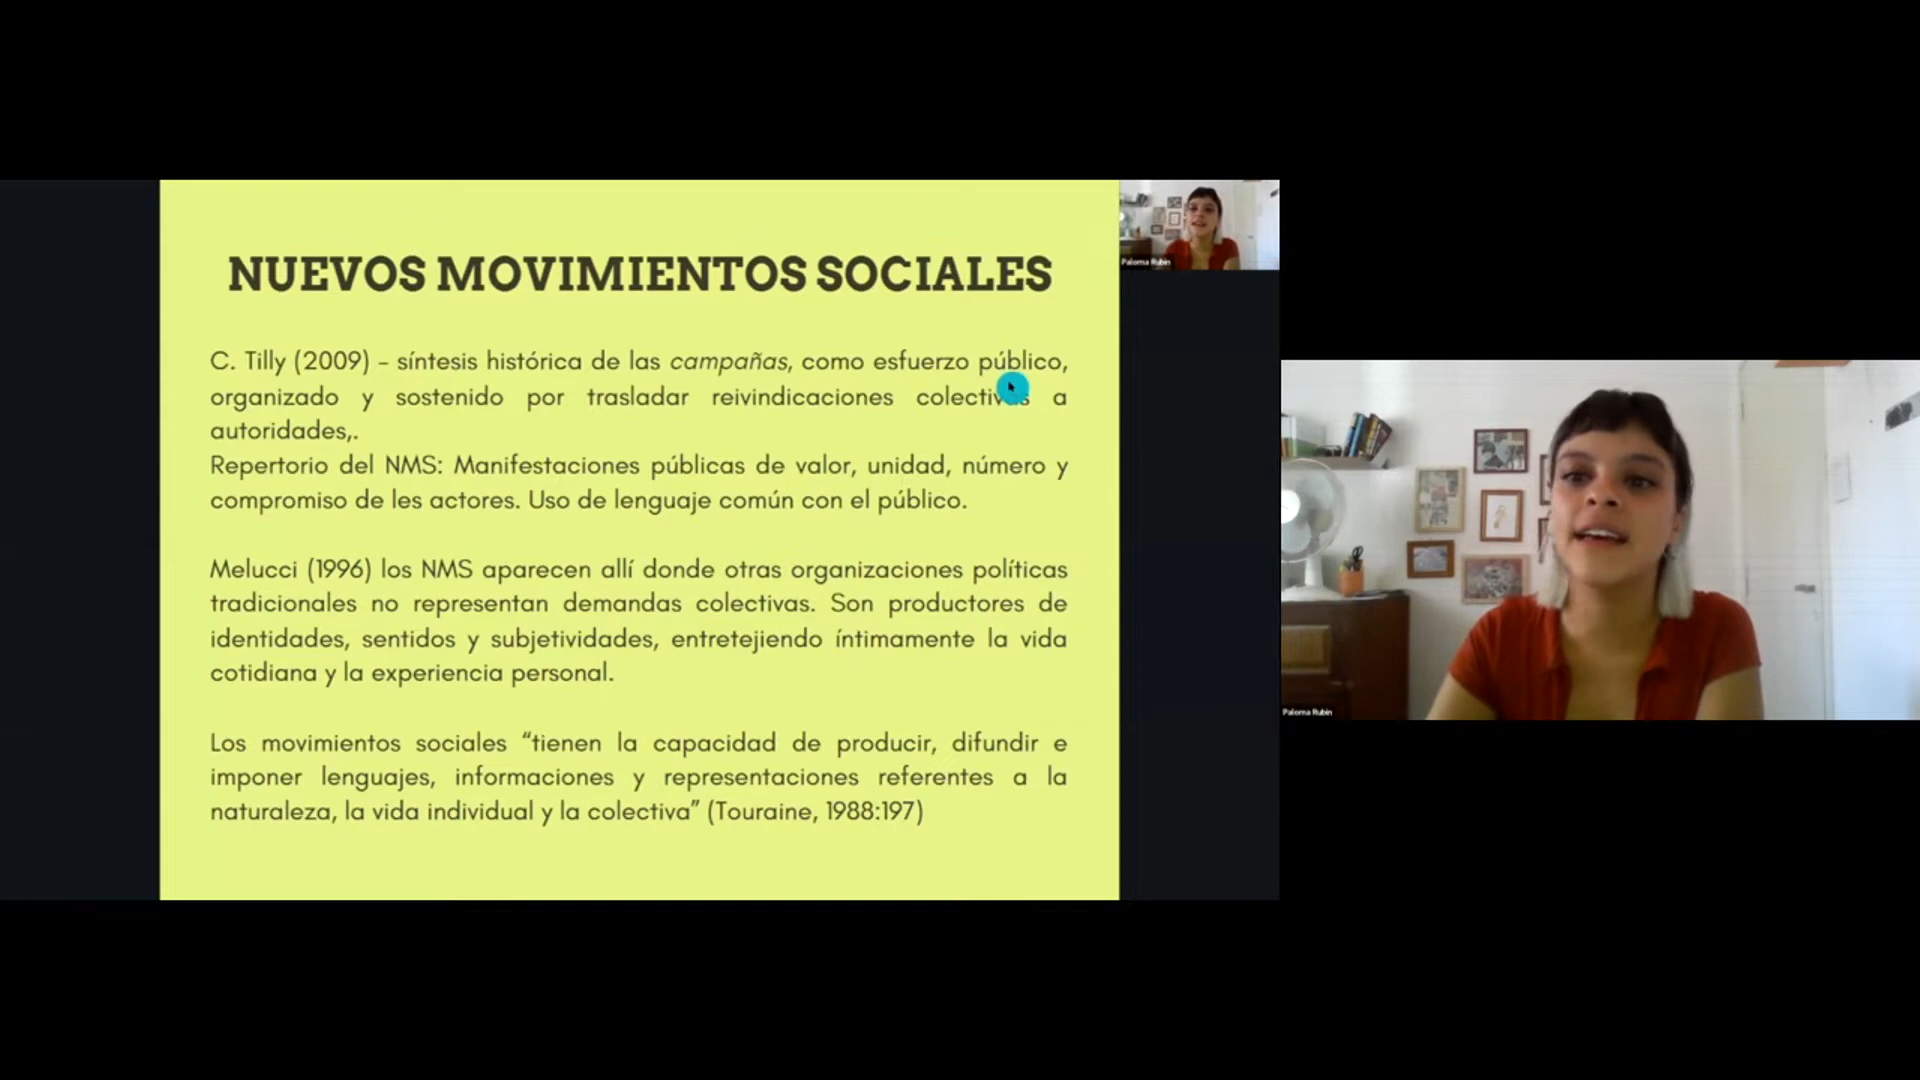 NUEVOS MOVIMIENTOS SOCIALES
C. Tilly (2009) - síntesis histórica de las campañas, como esfuerzo público,
organizado y sostenido por trasladar reivindicaciones colectivas a
autoridades,.
Repertorio del NMS: Manifestaciones públicas de valor, unidad, número y
compromiso de les actores. Uso de lenguaje común con el público.
Melucci (1996) los NMS aparecen allí donde otras organizaciones políticas
tradicionales no representan demandas colectivas. Son productores de
identidades, sentidos y subjetividades, entretejiendo íntimamente la vida
cotidiana y la experiencia personal.
Los movimientos sociales “tienen la capacidad de producir, difundir e
imponer lenguajes, informaciones y representaciones referentes a la
naturaleza, la vida individual y la colectiva” (Touraine, 1988:197)
Paloma Rubin
Paloma Rubin